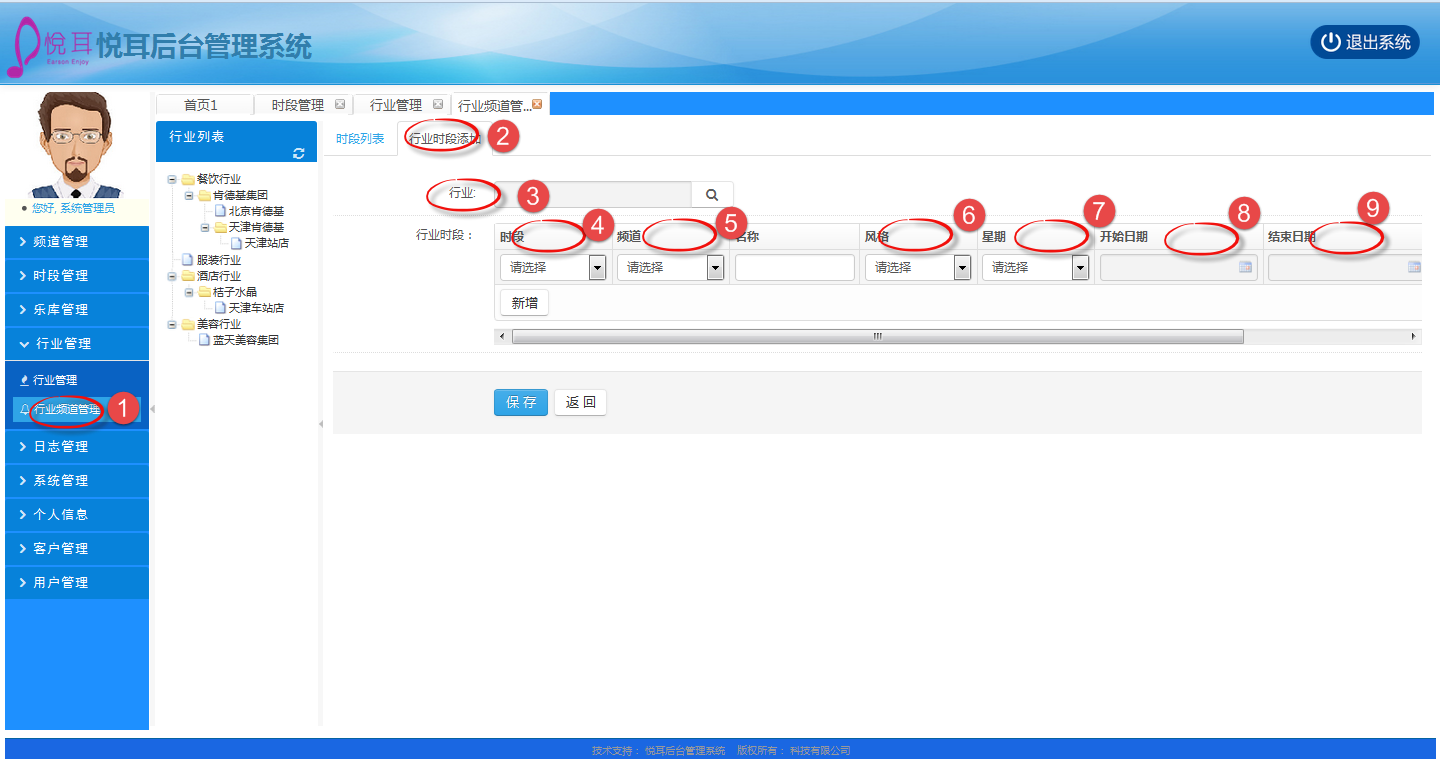 悦耳 悦耳后台管理系统
Earson Enjoy
退出系统
您好, 系统管理员
频道管理
时段管理
乐库管理
行业管理
行业管理
行业频道管理 1
日志管理
系统管理
个人信息
客户管理
用户管理
首页1 时段管理 行业管理 行业频道管...
行业列表
餐饮行业
肯德基集团
北京肯德基
天津肯德基
天津站店
服装行业
酒店行业
桔子水晶
天津车站店
美容行业
蓝天美容集团
时段列表 行业时段添加 2
行业: 3
行业时段：
时段 4 频道 5 名称 风格 6 星期 7 开始日期 8 结束日期 9
请选择 请选择 请选择 请选择
新增
保存 返回
技术支持： 悦耳后台管理系统 版权所有： 科技有限公司